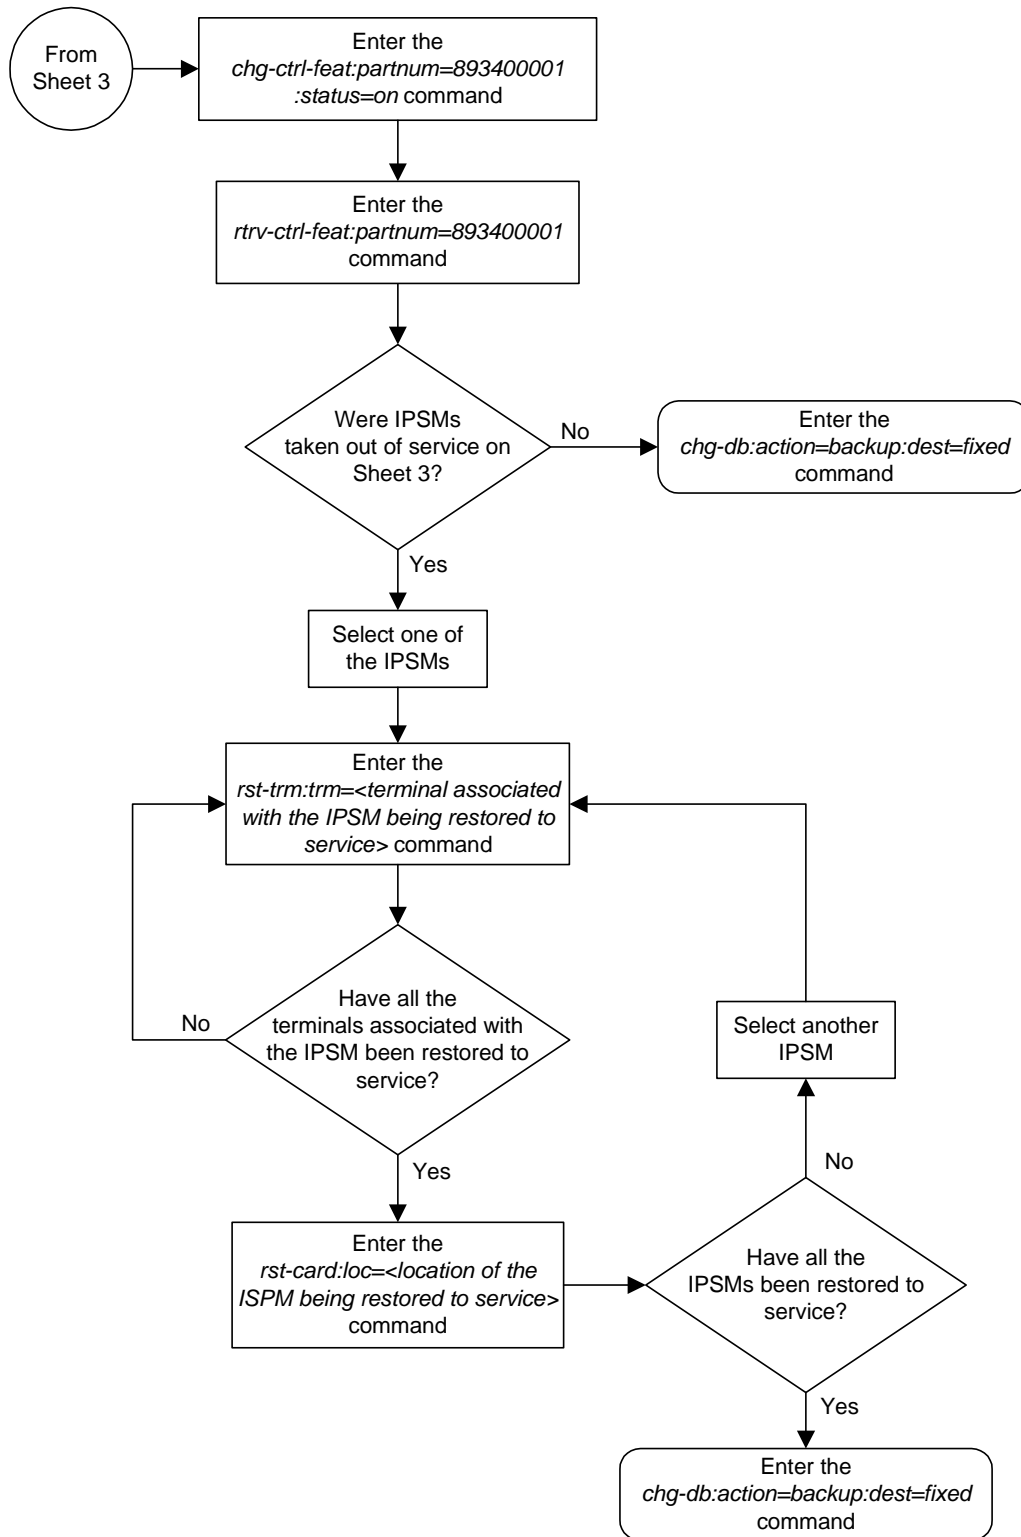 From
Sheet 3
Enter the
chg-ctrl-feat:partnum=893400001
:status=on command
Enter the
rtrv-ctrl-feat:partnum=893400001
command
Were IPSMs
taken out of service on
Sheet 3?
No
Enter the
chg-db:action=backup:dest=fixed
command
Yes
Select one of
the IPSMs
Enter the
rst-trm:trm=<terminal associated
with the IPSM being restored to
service> command
Have all the
terminals associated with
the IPSM been restored to
service?
No
Yes
Enter the
rst-card:loc=<location of the
ISPM being restored to service>
command
Have all the
IPSMs been restored to
service?
No
Select another
IPSM
Yes
Enter the
chg-db:action=backup:dest=fixed
command